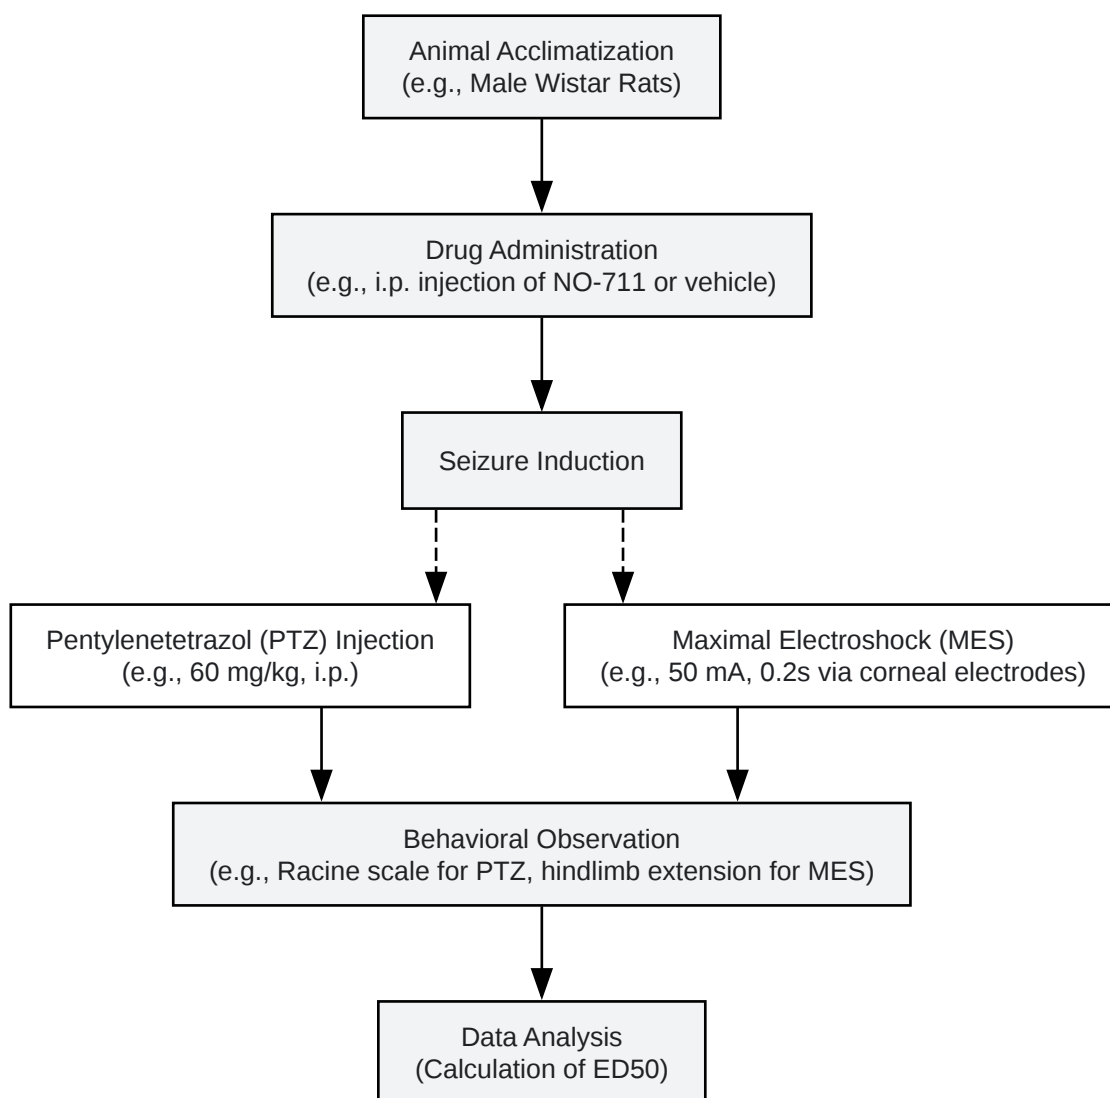 Animal Acclimatization
(e.g., Male Wistar Rats)
Drug Administration
(e.g., i.p. injection of NO-711 or vehicle)
Seizure Induction
Pentylenetetrazol (PTZ) Injection
(e.g., 60 mg/kg, i.p.)
Maximal Electroshock (MES)
(e.g., 50 mA, 0.2s via corneal electrodes)
Behavioral Observation
(e.g., Racine scale for PTZ, hindlimb extension for MES)
Data Analysis
(Calculation of ED50)